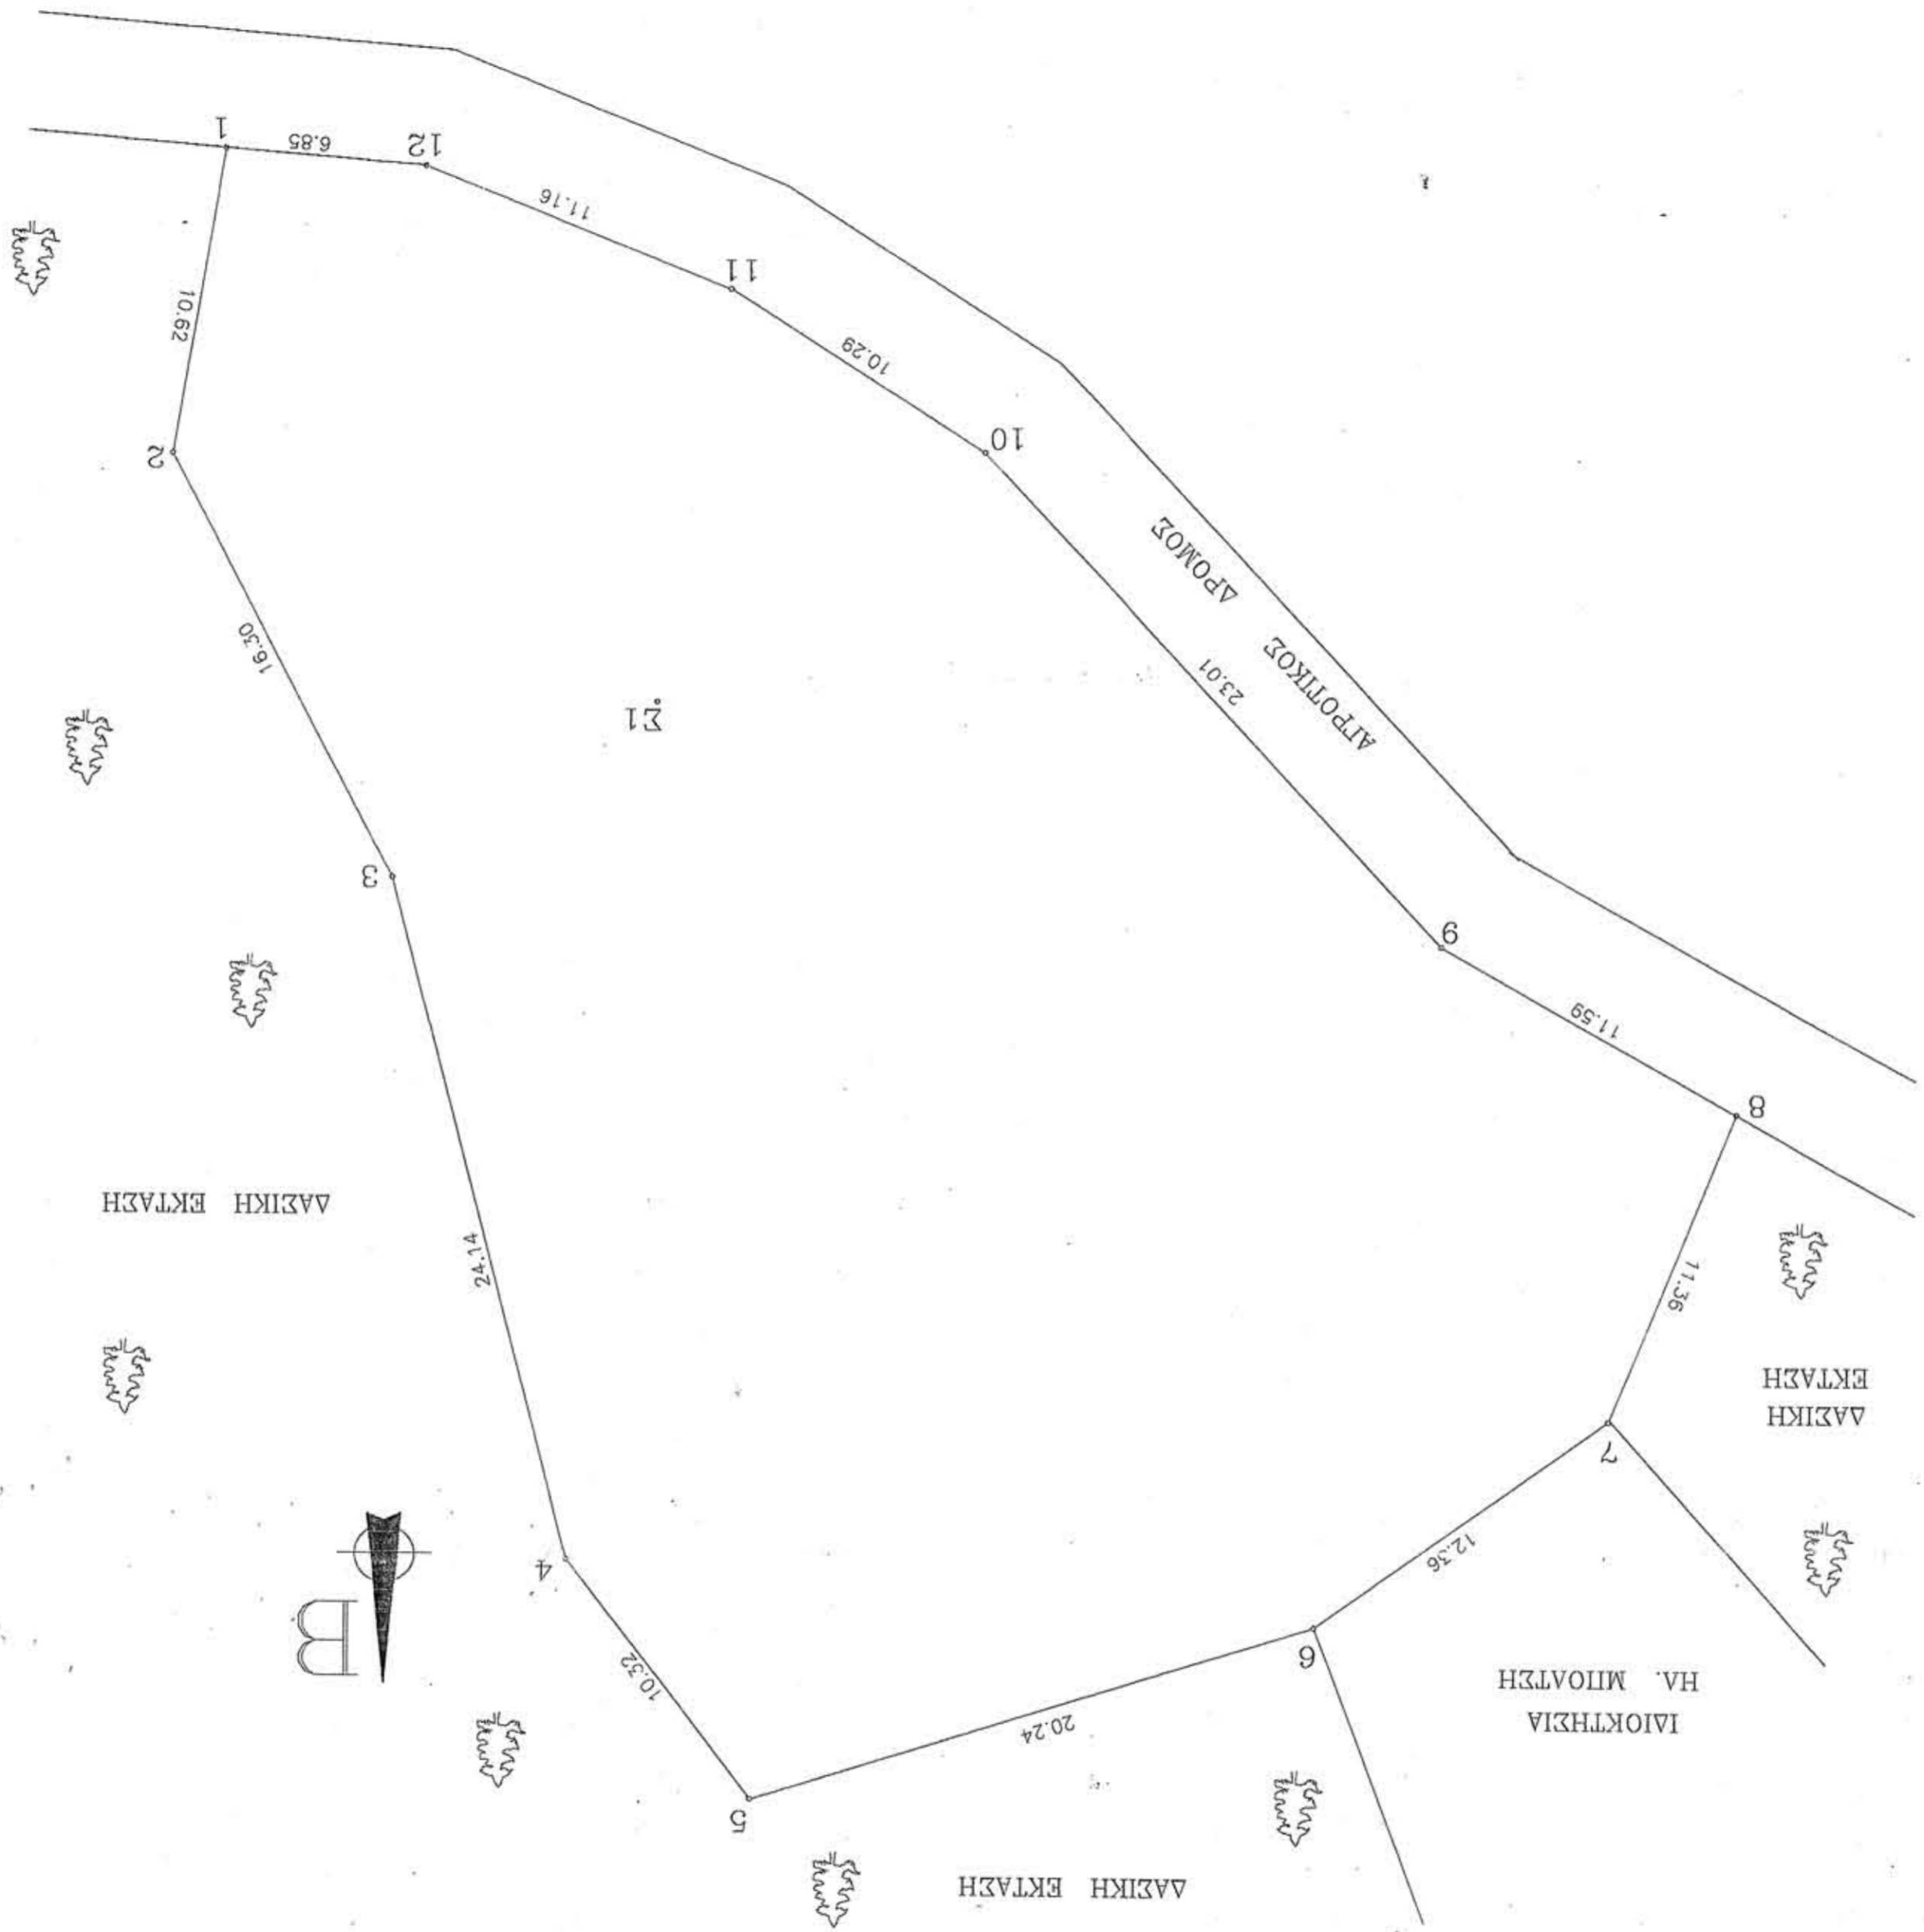 ΔΑΣΙΚΗ ΕΚΤΑΣΗ
5
20.24
10.32
ΙΔΙΟΚΤΗΣΙΑ
ΗΛ. ΜΠΟΛΤΣΗ
6
12.36
7
Β
4
ΔΑΣΙΚΗ
ΕΚΤΑΣΗ
11.36
24.14
ΔΑΣΙΚΗ ΕΚΤΑΣΗ
8
11.59
9
3
ΑΓΡΟΤΙΚΟΣ ΔΡΟΜΟΣ
23.01
Σ1
16.30
10
2
10.29
10.62
11
11.16
12
6.85
1